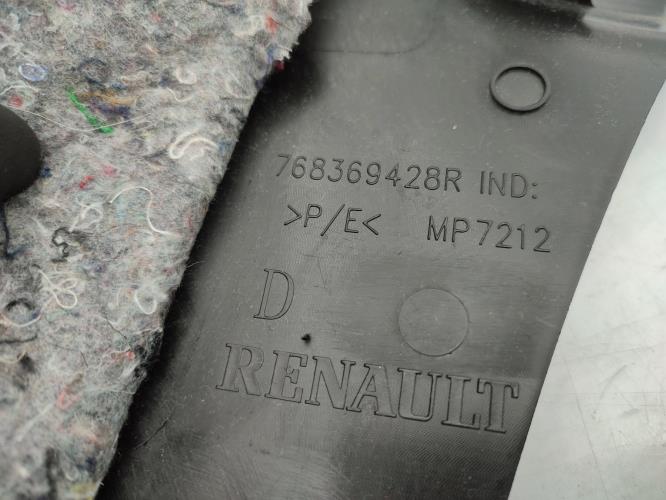 768369428R IND:
>P/E< MP7212
D
RENAULT